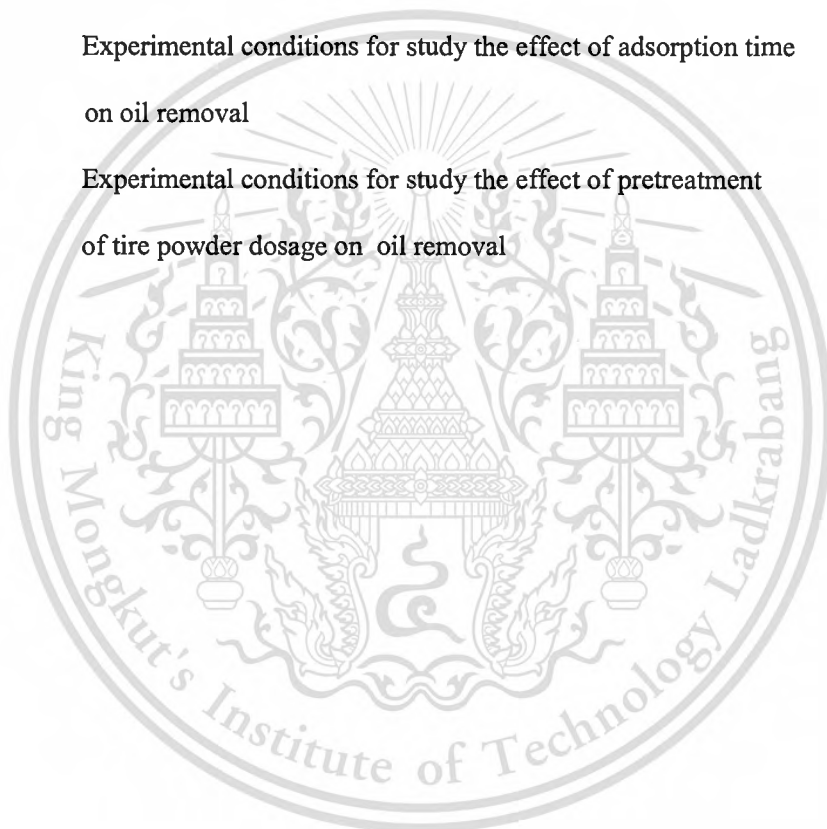 Experimental conditions for study the effect of adsorption time
on oil removal
Experimental conditions for study the effect of pretreatment
of tire powder dosage on oil removal
King Mongkut's Institute of Technology Ladkrabang